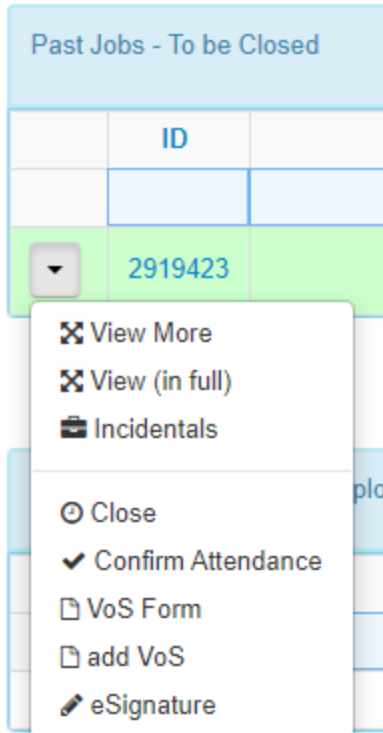 Past Jobs - To be Closed
ID
2919423
View More
View (in full)
Incidentals
plo
Close
Confirm Attendance
VoS Form
add VoS
eSignature